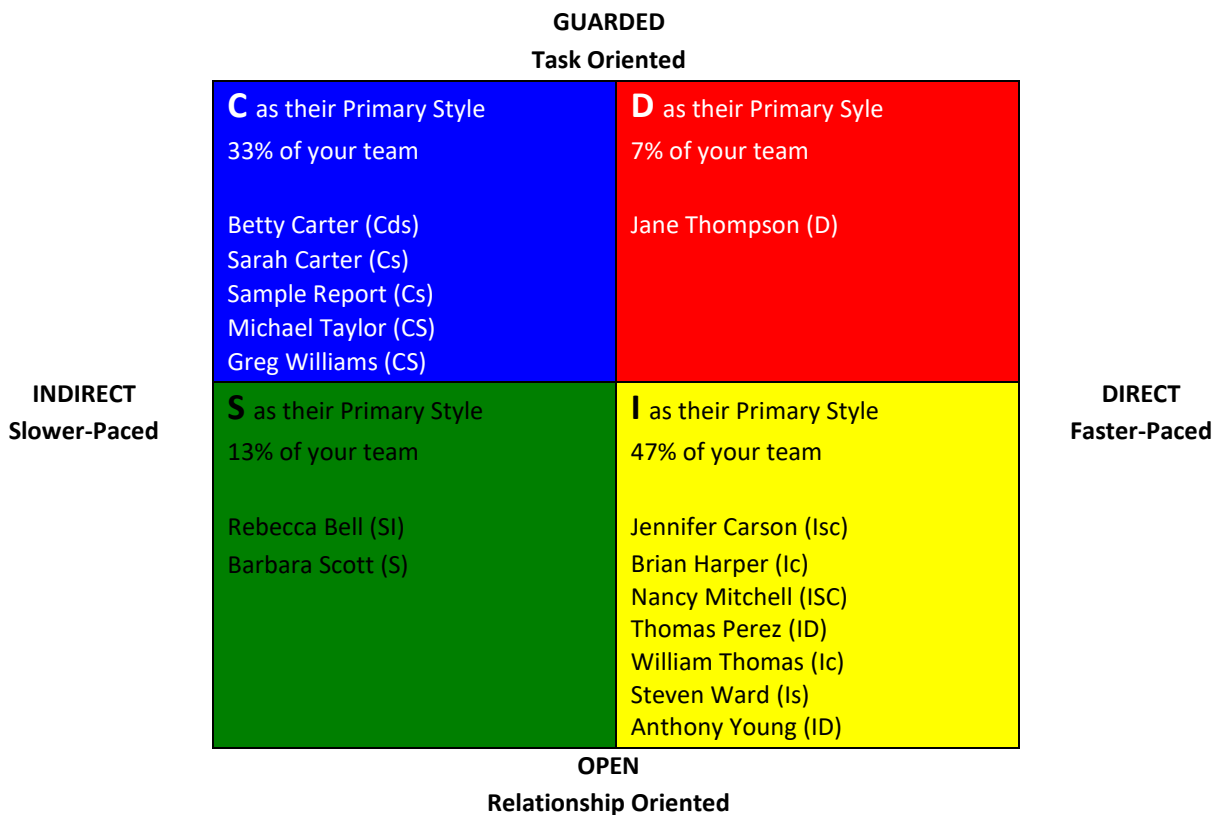 GUARDED
Task Oriented
C as their Primary Style
33% of your team
Betty Carter (Cds)
Sarah Carter (Cs)
Sample Report (Cs)
Michael Taylor (CS)
Greg Williams (CS)
D as their Primary Syle
7% of your team
Jane Thompson (D)
INDIRECT
Slower-Paced
S as their Primary Style
13% of your team
Rebecca Bell (SI)
Barbara Scott (S)
I as their Primary Style
47% of your team
Jennifer Carson (Isc)
Brian Harper (Ic)
Nancy Mitchell (ISC)
Thomas Perez (ID)
William Thomas (Ic)
Steven Ward (Is)
Anthony Young (ID)
DIRECT
Faster-Paced
OPEN
Relationship Oriented